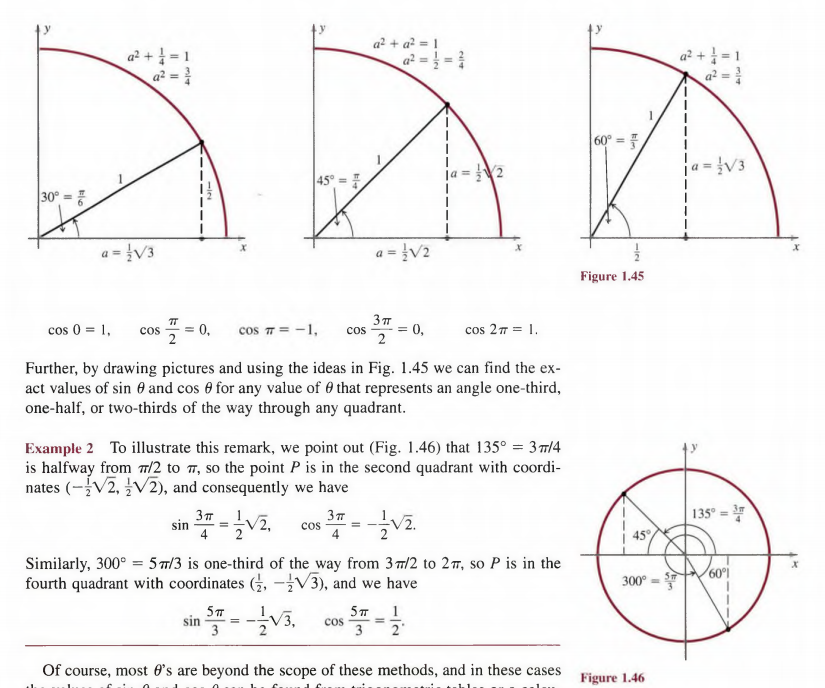 y
a² + 1/4 = 1
a² = 3/4
1
1/2
30° = π/6
a = ½√3
x
y
a² + a² = 1
a² = 1/2 = 2/4
1
45° = π/4
a = ½√2
a = ½√2
x
y
a² + 1/4 = 1
a² = 3/4
1
60° = π/3
a = ½√3
1/2
x
Figure 1.45
cos 0 = 1, cos π/2 = 0, cos π = −1, cos 3π/2 = 0, cos 2π = 1.
Further, by drawing pictures and using the ideas in Fig. 1.45 we can find the ex-
act values of sin θ and cos θ for any value of θ that represents an angle one-third,
one-half, or two-thirds of the way through any quadrant.
Example 2 To illustrate this remark, we point out (Fig. 1.46) that 135° = 3π/4
is halfway from π/2 to π, so the point P is in the second quadrant with coordi-
nates (−½√2, ½√2), and consequently we have
sin 3π/4 = 1/2 √2, cos 3π/4 = −1/2 √2.
Similarly, 300° = 5π/3 is one-third of the way from 3π/2 to 2π, so P is in the
fourth quadrant with coordinates (½, −½√3), and we have
sin 5π/3 = −1/2 √3, cos 5π/3 = 1/2.
y
135° = 3π/4
45°
x
300° = 5π/3
60°
Figure 1.46
Of course, most θ's are beyond the scope of these methods, and in these cases